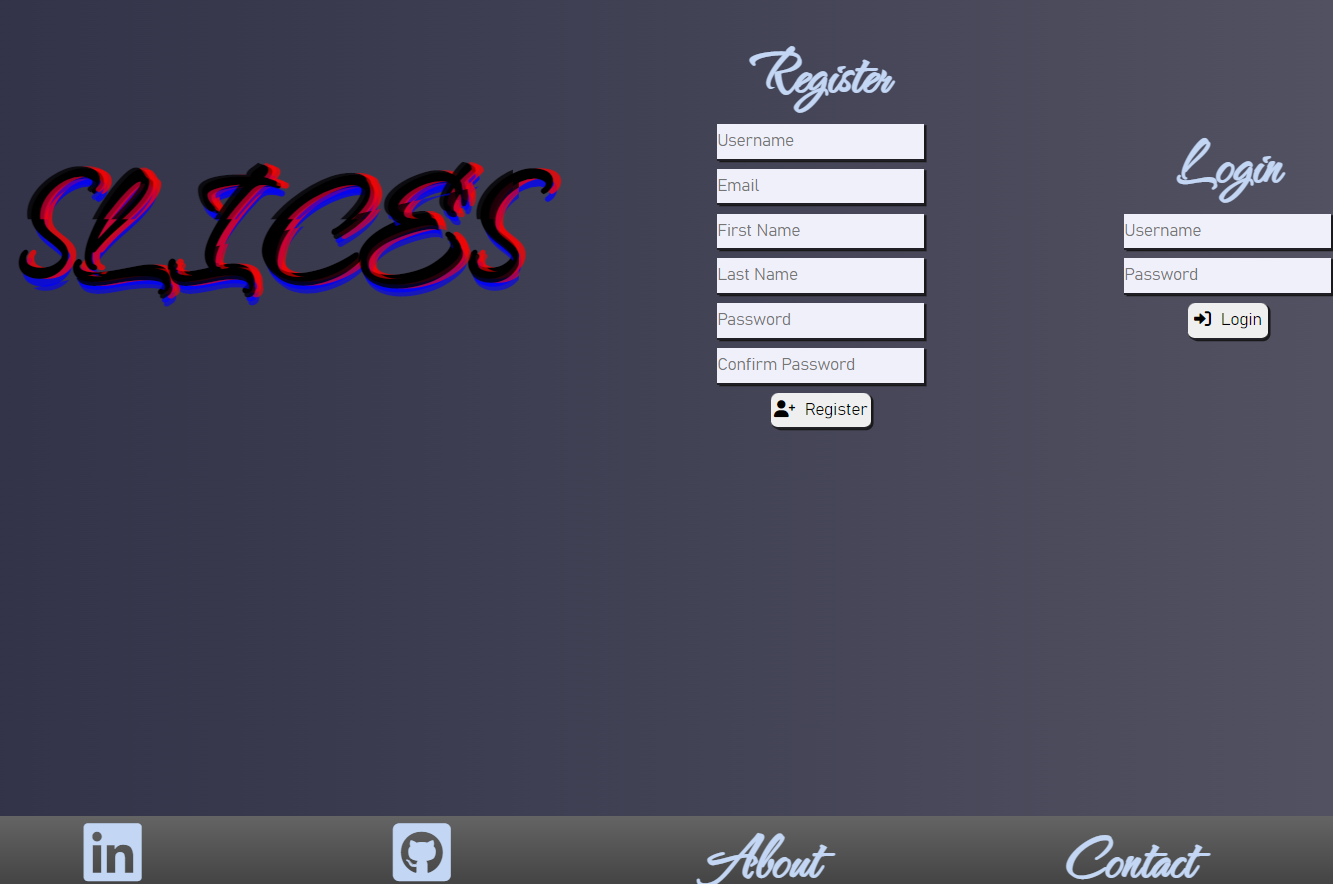 SLICES
Register
Username
Email
First Name
Last Name
Password
Confirm Password
Register
Login
Username
Password
Login
in
About
Contact